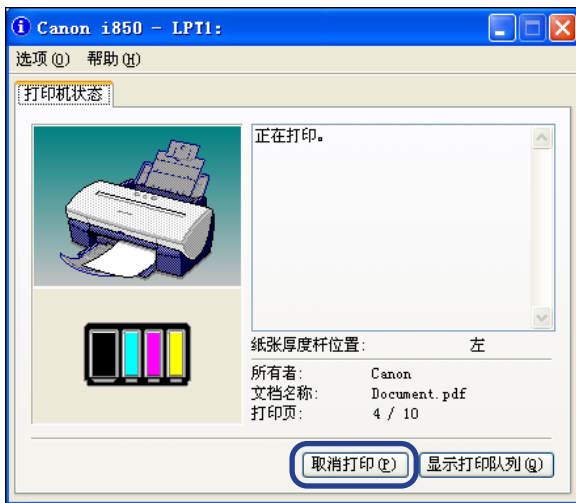 Canon i850 - LPT1:
选项(O) 帮助(H)
打印机状态
正在打印。
纸张厚度杆位置: 左
所有者: Canon
文档名称: Document.pdf
打印页: 4 / 10
取消打印(P) 显示打印队列(Q)